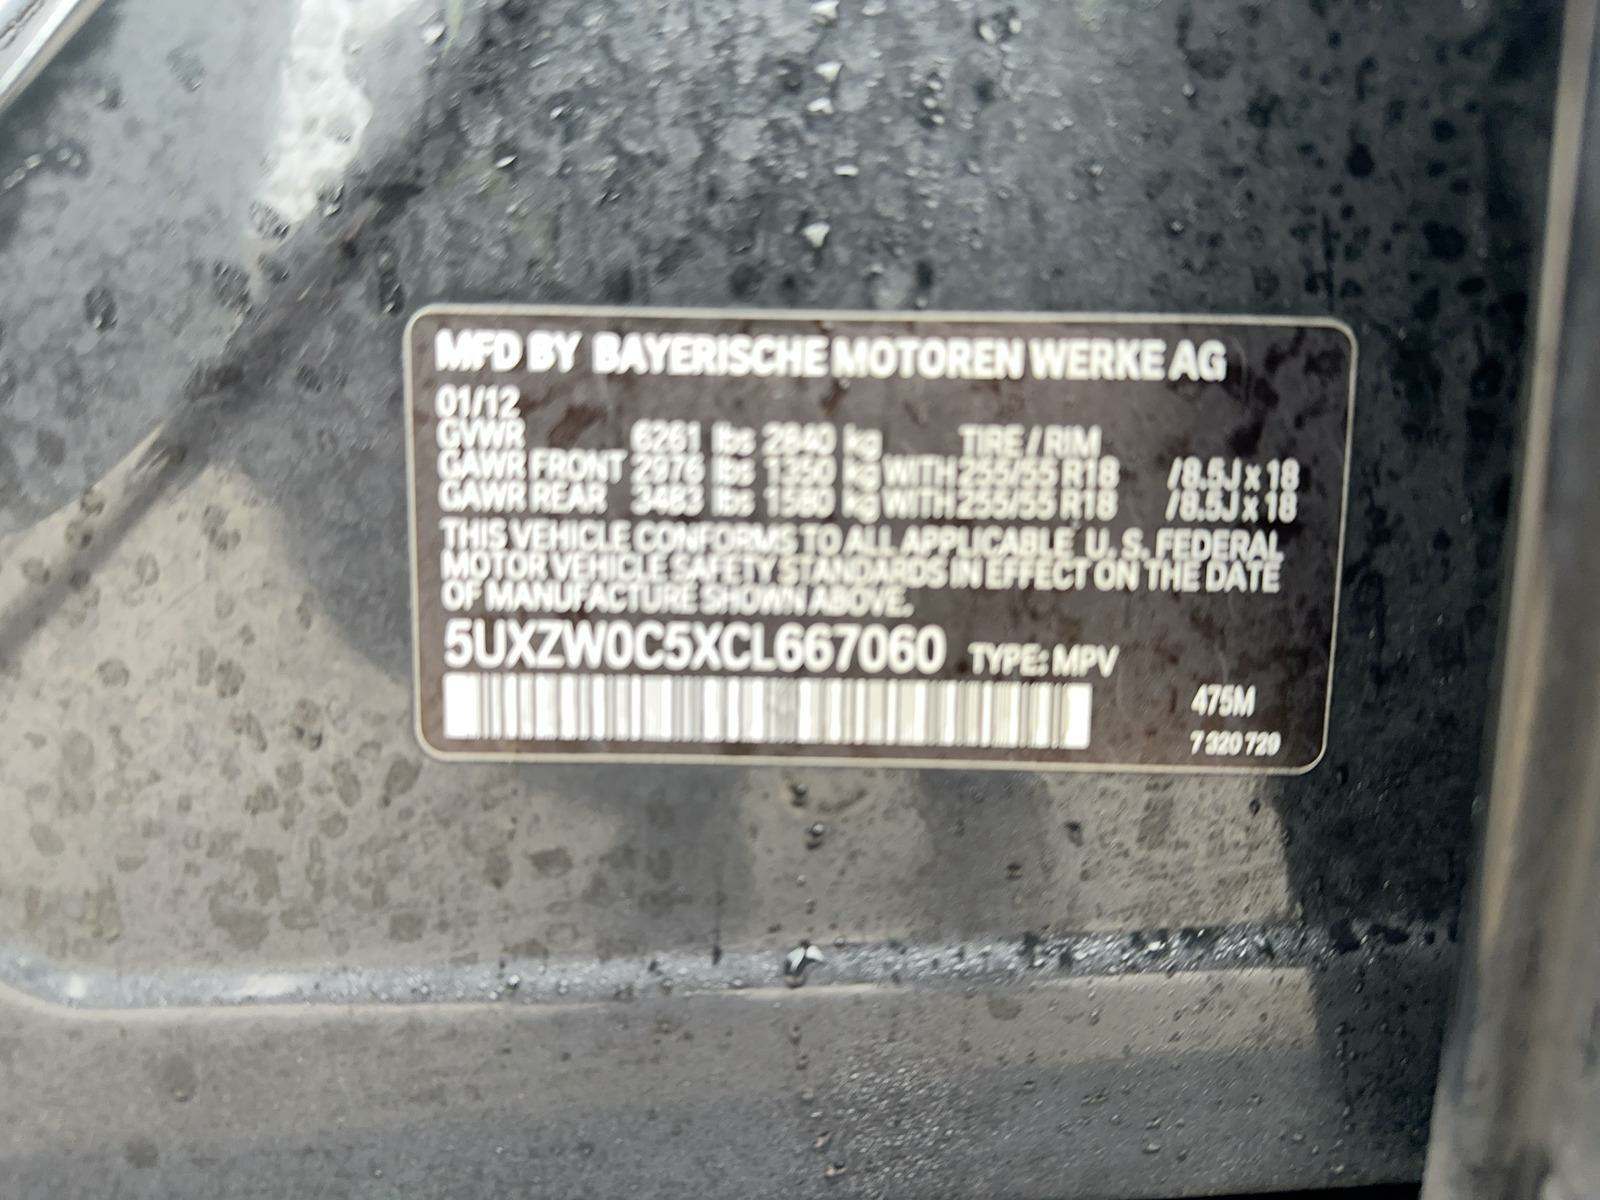 MFD BY BAYERISCHE MOTOREN WERKE AG
01/12
GVWR 6261 lbs 2840 kg TIRE / RIM
GAWR FRONT 2976 lbs 1350 kg WITH 255/55 R18 /8.5J x 18
GAWR REAR 3483 lbs 1580 kg WITH 255/55 R18 /8.5J x 18
THIS VEHICLE CONFORMS TO ALL APPLICABLE U.S. FEDERAL
MOTOR VEHICLE SAFETY STANDARDS IN EFFECT ON THE DATE
OF MANUFACTURE SHOWN ABOVE.
5UXZW0C5XCL667060 TYPE: MPV
475M
7 320 729